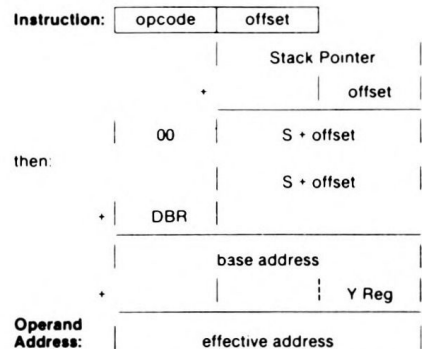 Instruction: opcode offset
Stack Pointer
+ offset
00 S + offset
then:
S + offset
+ DBR
base address
+ Y Reg
Operand
Address: effective address